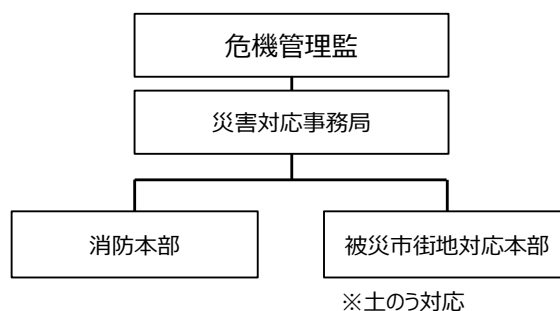 危機管理監
災害対応事務局
消防本部
被災市街地対応本部
※土のう対応